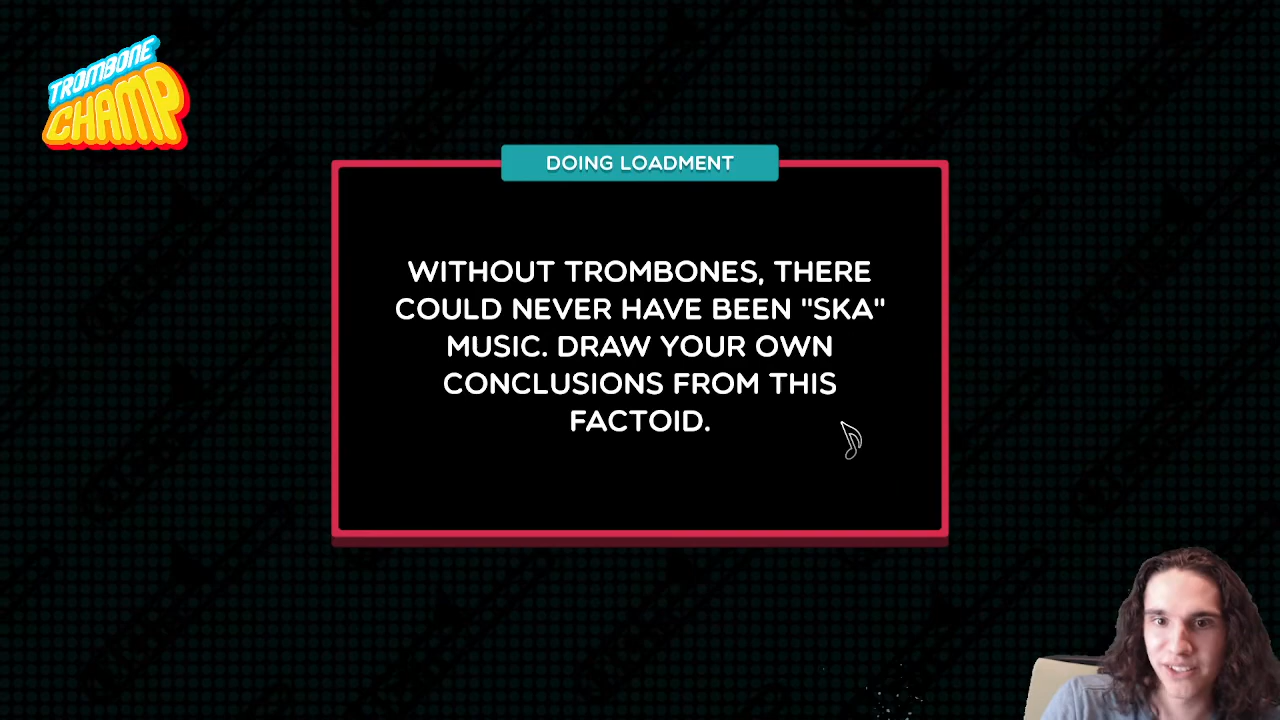 TROMBONE
CHAMP
DOING LOADMENT
WITHOUT TROMBONES, THERE
COULD NEVER HAVE BEEN "SKA"
MUSIC. DRAW YOUR OWN
CONCLUSIONS FROM THIS
FACTOID.